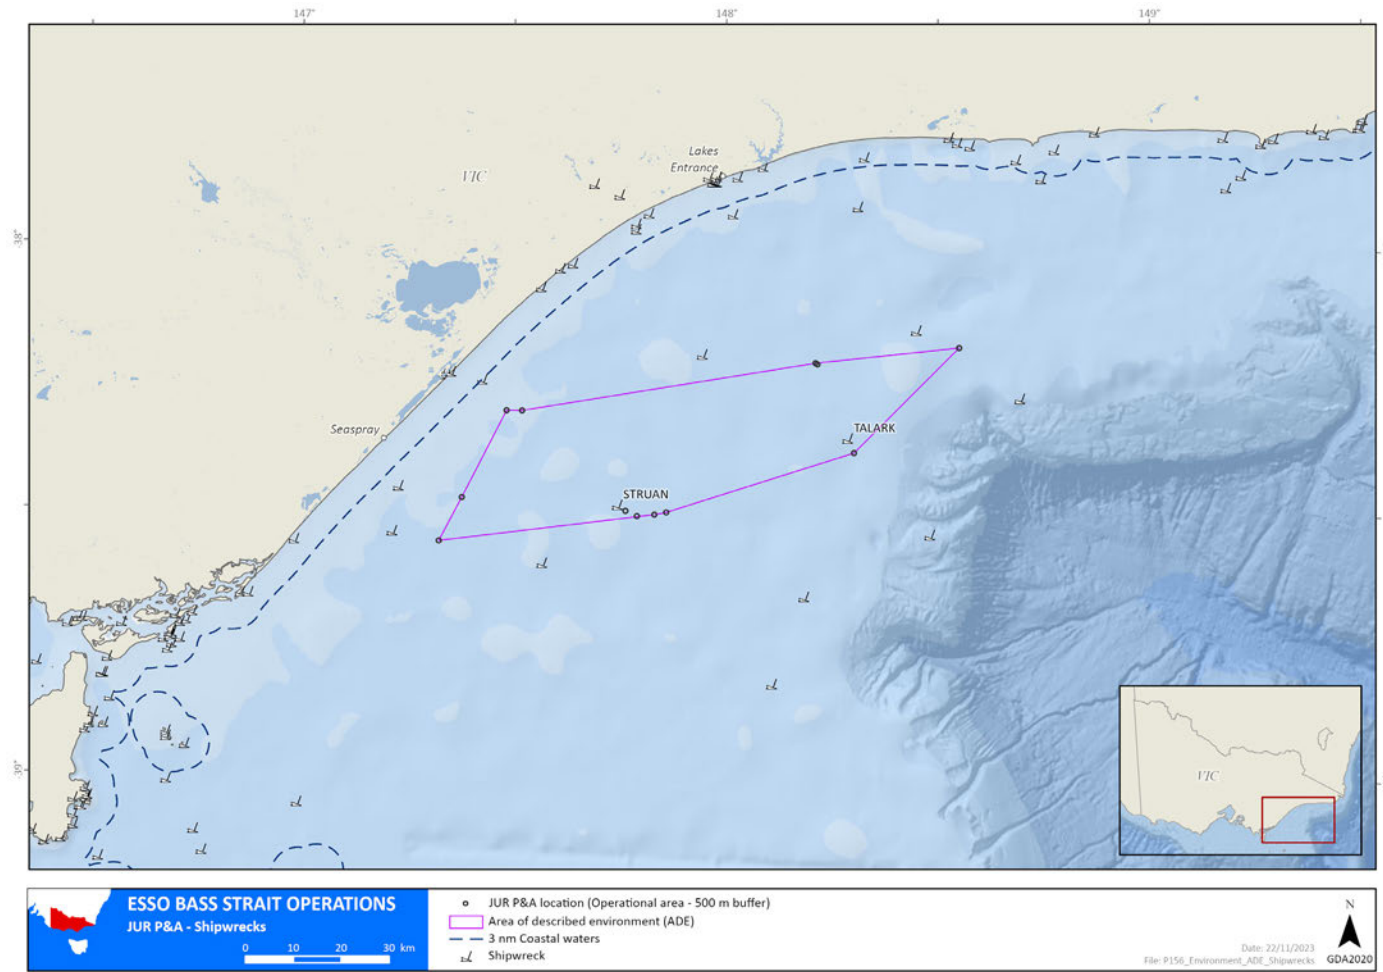 147°
148°
149°
38°
39°
VIC
Lakes
Entrance
Seaspray
TALARK
STRUAN
VIC
ESSO BASS STRAIT OPERATIONS
JUR P&A - Shipwrecks
0 10 20 30 km
JUR P&A location (Operational area - 500 m buffer)
Area of described environment (ADE)
3 nm Coastal waters
Shipwreck
N
Date: 22/11/2023
File: P156_Environment_ADE_Shipwrecks
GDA2020